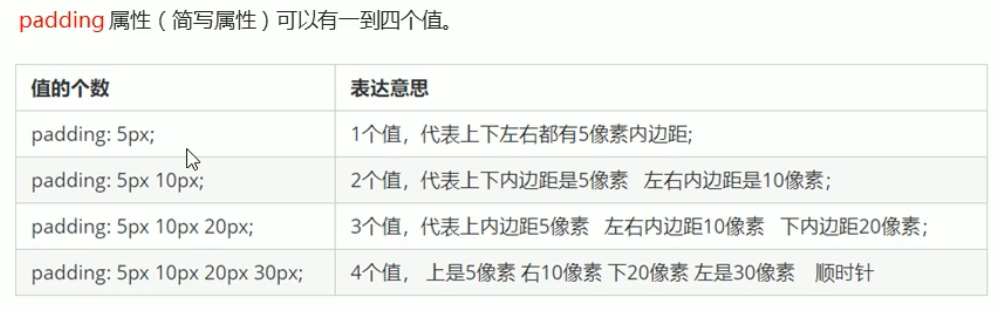 padding 属性（简写属性）可以有一到四个值。
值的个数 表达意思
padding: 5px; 1个值，代表上下左右都有5像素内边距;
padding: 5px 10px; 2个值，代表上下内边距是5像素 左右内边距是10像素；
padding: 5px 10px 20px; 3个值，代表上内边距5像素 左右内边距10像素 下内边距20像素；
padding: 5px 10px 20px 30px; 4个值， 上是5像素 右10像素 下20像素 左是30像素 顺时针